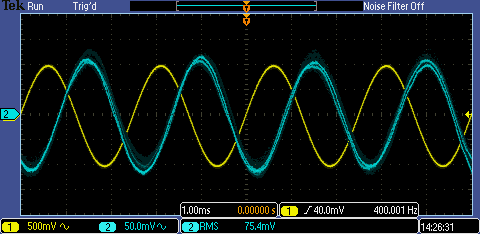 Tek Run Trig'd Noise Filter Off
T
2
1.00ms 0.00000 s 1 40.0mV 400.001 Hz
1 500mV 2 50.0mV 2 RMS 75.4mV 14:26:31